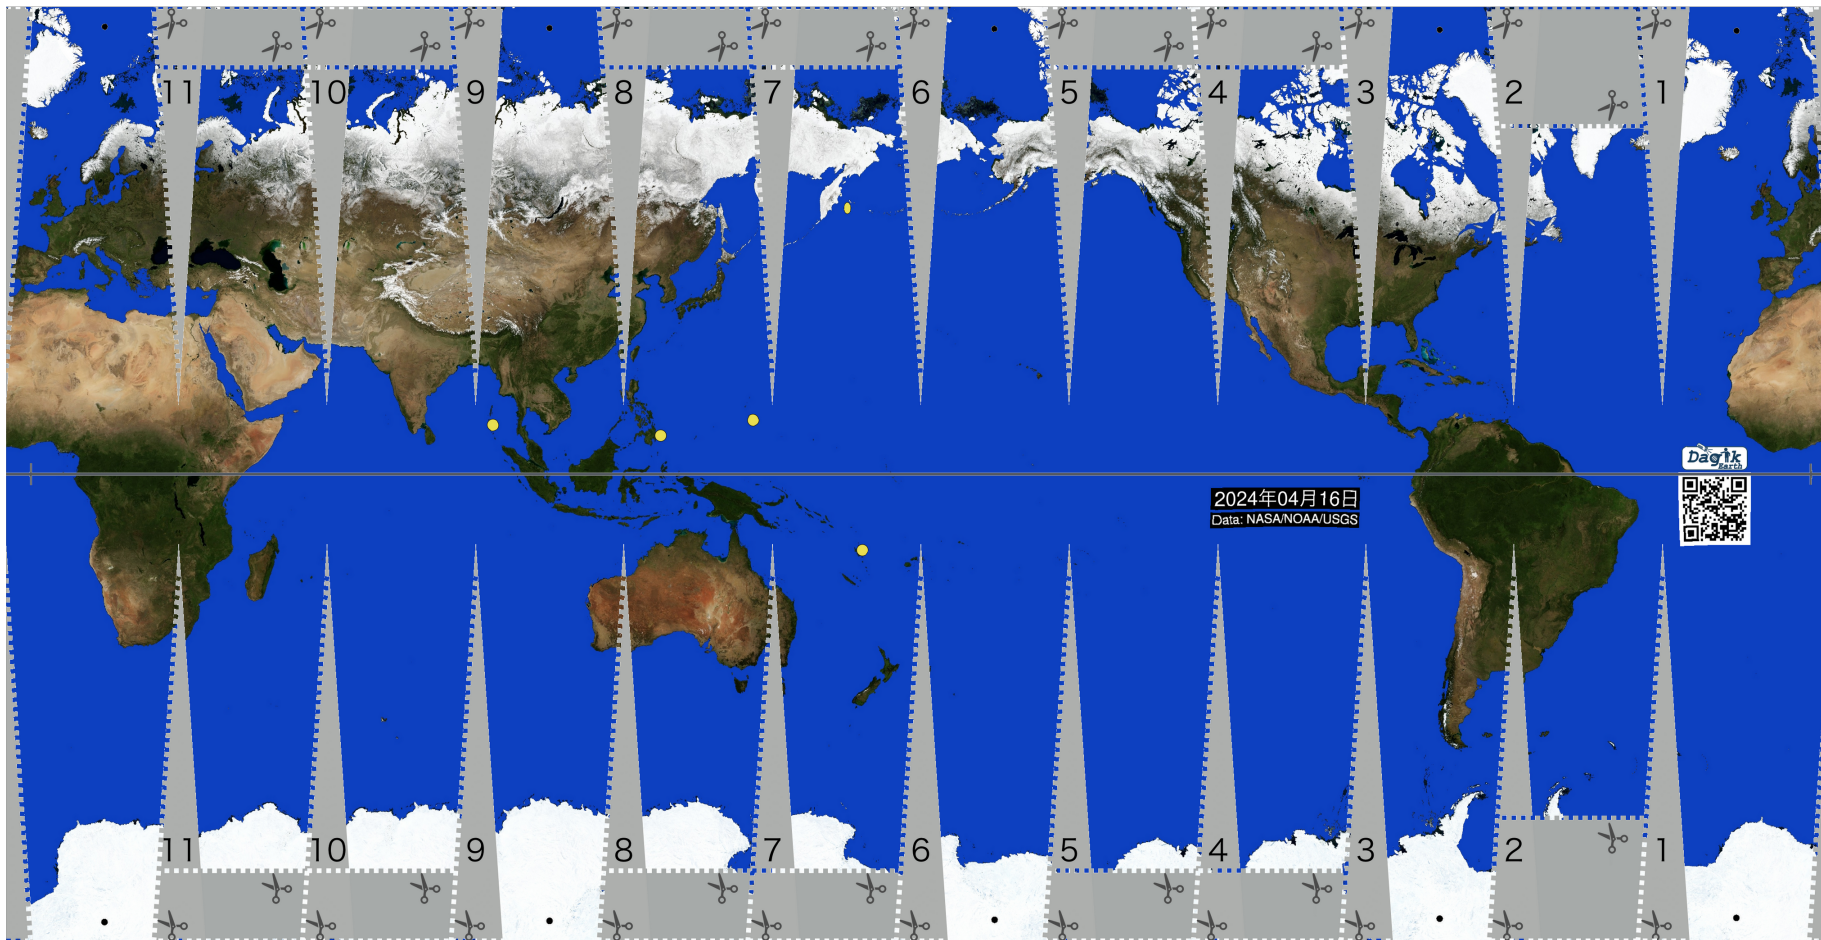 11 10 9 8 7 6 5 4 3 2 1
Dagik
Earth
2024年04月16日
Data: NASA/NOAA/USGS
11 10 9 8 7 6 5 4 3 2 1